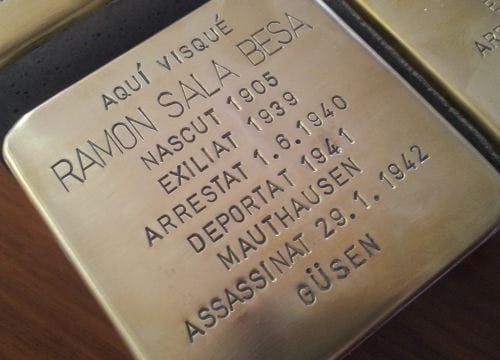 AQUÍ VISQUÉ
RAMON SALA BESA
NASCUT 1905
EXILIAT 1939
ARRESTAT 1.6.1940
DEPORTAT 1941
MAUTHAUSEN
ASSASSINAT 29.1.1942
GÜSEN